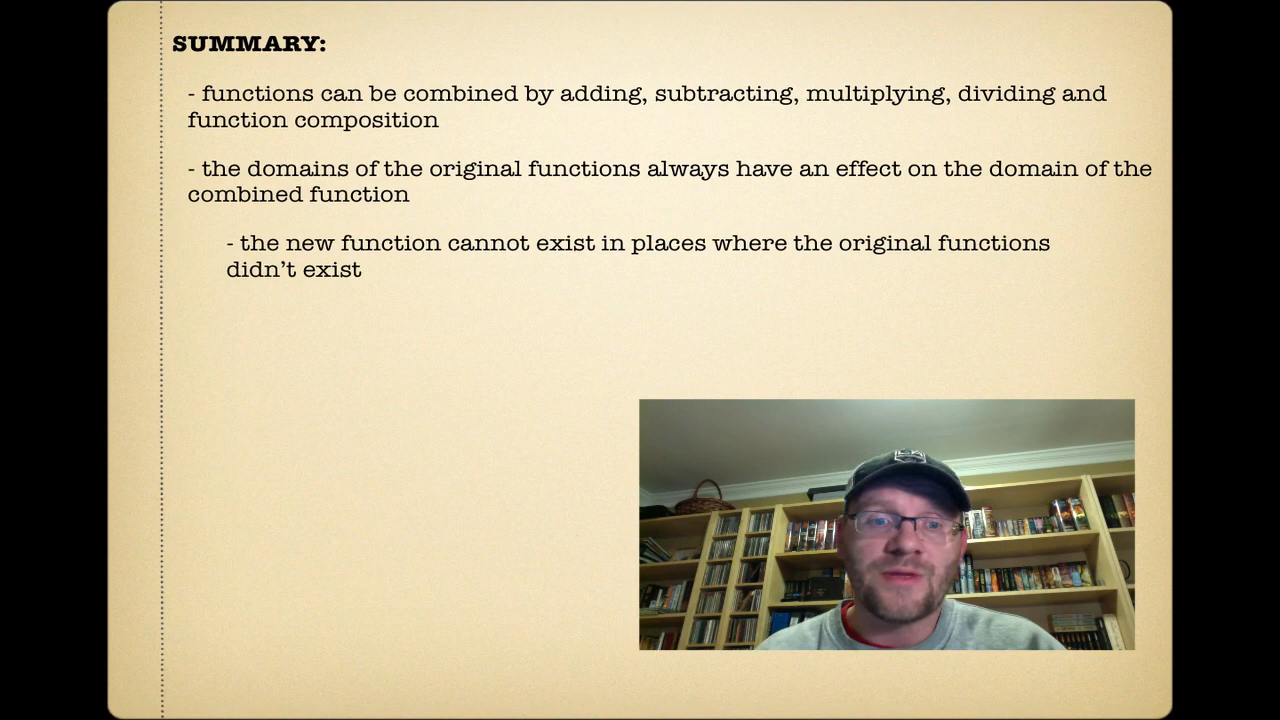 SUMMARY:
- functions can be combined by adding, subtracting, multiplying, dividing and
function composition
- the domains of the original functions always have an effect on the domain of the
combined function
- the new function cannot exist in places where the original functions
didn't exist